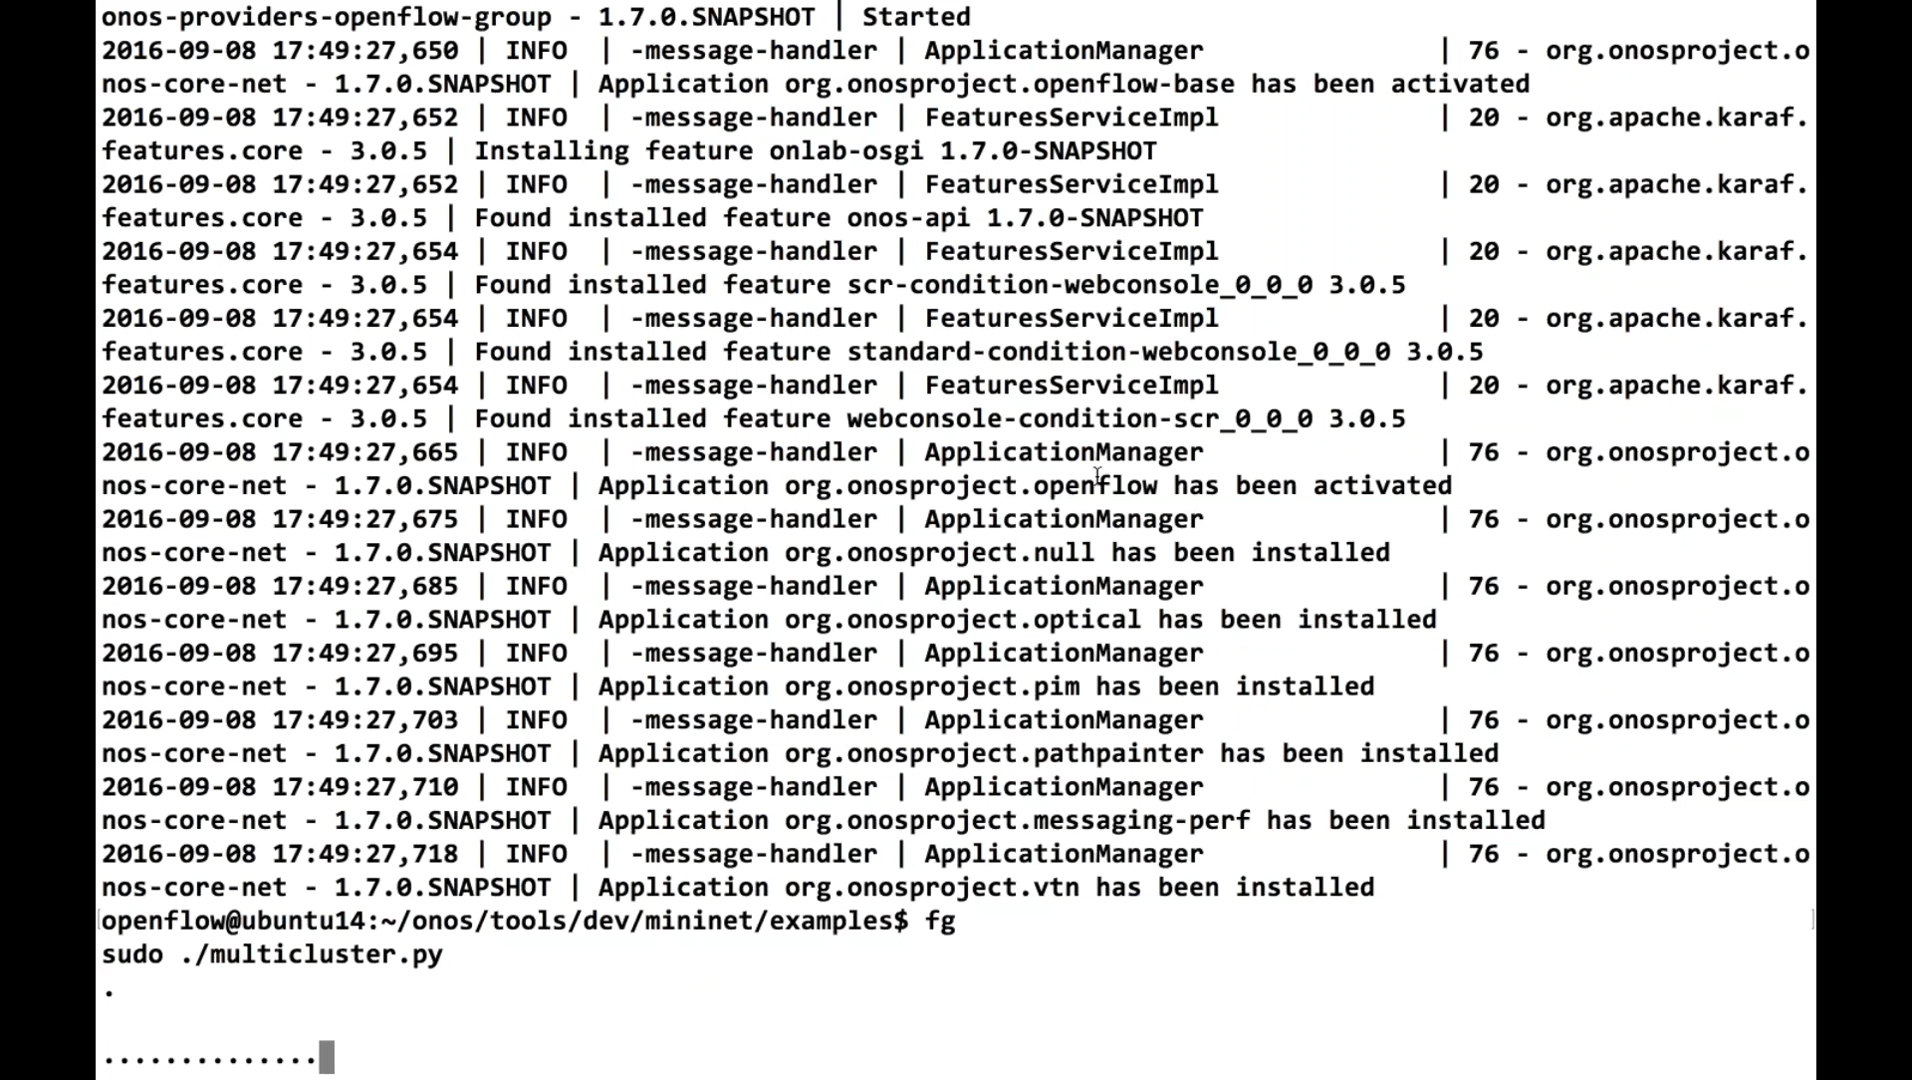 onos-providers-openflow-group - 1.7.0.SNAPSHOT | Started
2016-09-08 17:49:27,650 | INFO  | -message-handler | ApplicationManager               | 76 - org.onosproject.o
nos-core-net - 1.7.0.SNAPSHOT | Application org.onosproject.openflow-base has been activated
2016-09-08 17:49:27,652 | INFO  | -message-handler | FeaturesServiceImpl              | 20 - org.apache.karaf.
features.core - 3.0.5 | Installing feature onlab-osgi 1.7.0-SNAPSHOT
2016-09-08 17:49:27,652 | INFO  | -message-handler | FeaturesServiceImpl              | 20 - org.apache.karaf.
features.core - 3.0.5 | Found installed feature onos-api 1.7.0-SNAPSHOT
2016-09-08 17:49:27,654 | INFO  | -message-handler | FeaturesServiceImpl              | 20 - org.apache.karaf.
features.core - 3.0.5 | Found installed feature scr-condition-webconsole_0_0_0 3.0.5
2016-09-08 17:49:27,654 | INFO  | -message-handler | FeaturesServiceImpl              | 20 - org.apache.karaf.
features.core - 3.0.5 | Found installed feature standard-condition-webconsole_0_0_0 3.0.5
2016-09-08 17:49:27,654 | INFO  | -message-handler | FeaturesServiceImpl              | 20 - org.apache.karaf.
features.core - 3.0.5 | Found installed feature webconsole-condition-scr_0_0_0 3.0.5
2016-09-08 17:49:27,665 | INFO  | -message-handler | ApplicationManager               | 76 - org.onosproject.o
nos-core-net - 1.7.0.SNAPSHOT | Application org.onosproject.openflow has been activated
2016-09-08 17:49:27,675 | INFO  | -message-handler | ApplicationManager               | 76 - org.onosproject.o
nos-core-net - 1.7.0.SNAPSHOT | Application org.onosproject.null has been installed
2016-09-08 17:49:27,685 | INFO  | -message-handler | ApplicationManager               | 76 - org.onosproject.o
nos-core-net - 1.7.0.SNAPSHOT | Application org.onosproject.optical has been installed
2016-09-08 17:49:27,695 | INFO  | -message-handler | ApplicationManager               | 76 - org.onosproject.o
nos-core-net - 1.7.0.SNAPSHOT | Application org.onosproject.pim has been installed
2016-09-08 17:49:27,703 | INFO  | -message-handler | ApplicationManager               | 76 - org.onosproject.o
nos-core-net - 1.7.0.SNAPSHOT | Application org.onosproject.pathpainter has been installed
2016-09-08 17:49:27,710 | INFO  | -message-handler | ApplicationManager               | 76 - org.onosproject.o
nos-core-net - 1.7.0.SNAPSHOT | Application org.onosproject.messaging-perf has been installed
2016-09-08 17:49:27,718 | INFO  | -message-handler | ApplicationManager               | 76 - org.onosproject.o
nos-core-net - 1.7.0.SNAPSHOT | Application org.onosproject.vtn has been installed
openflow@ubuntu14:~/onos/tools/dev/mininet/examples$ fg
sudo ./multicluster.py
.
..............